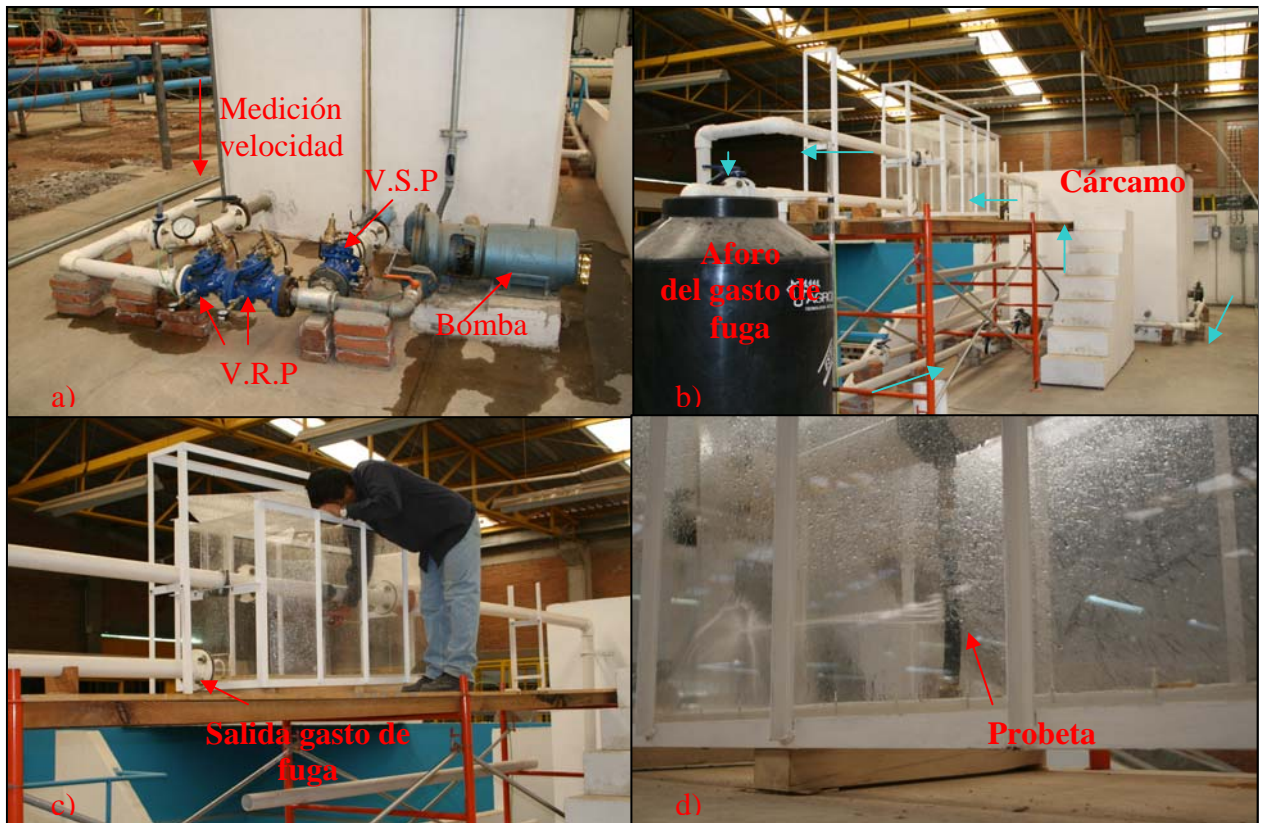 Medición
velocidad
V.S.P
Bomba
V.R.P
a)
Cárcamo
Aforo
del gasto de
fuga
b)
Salida gasto de
fuga
c)
Probeta
d)